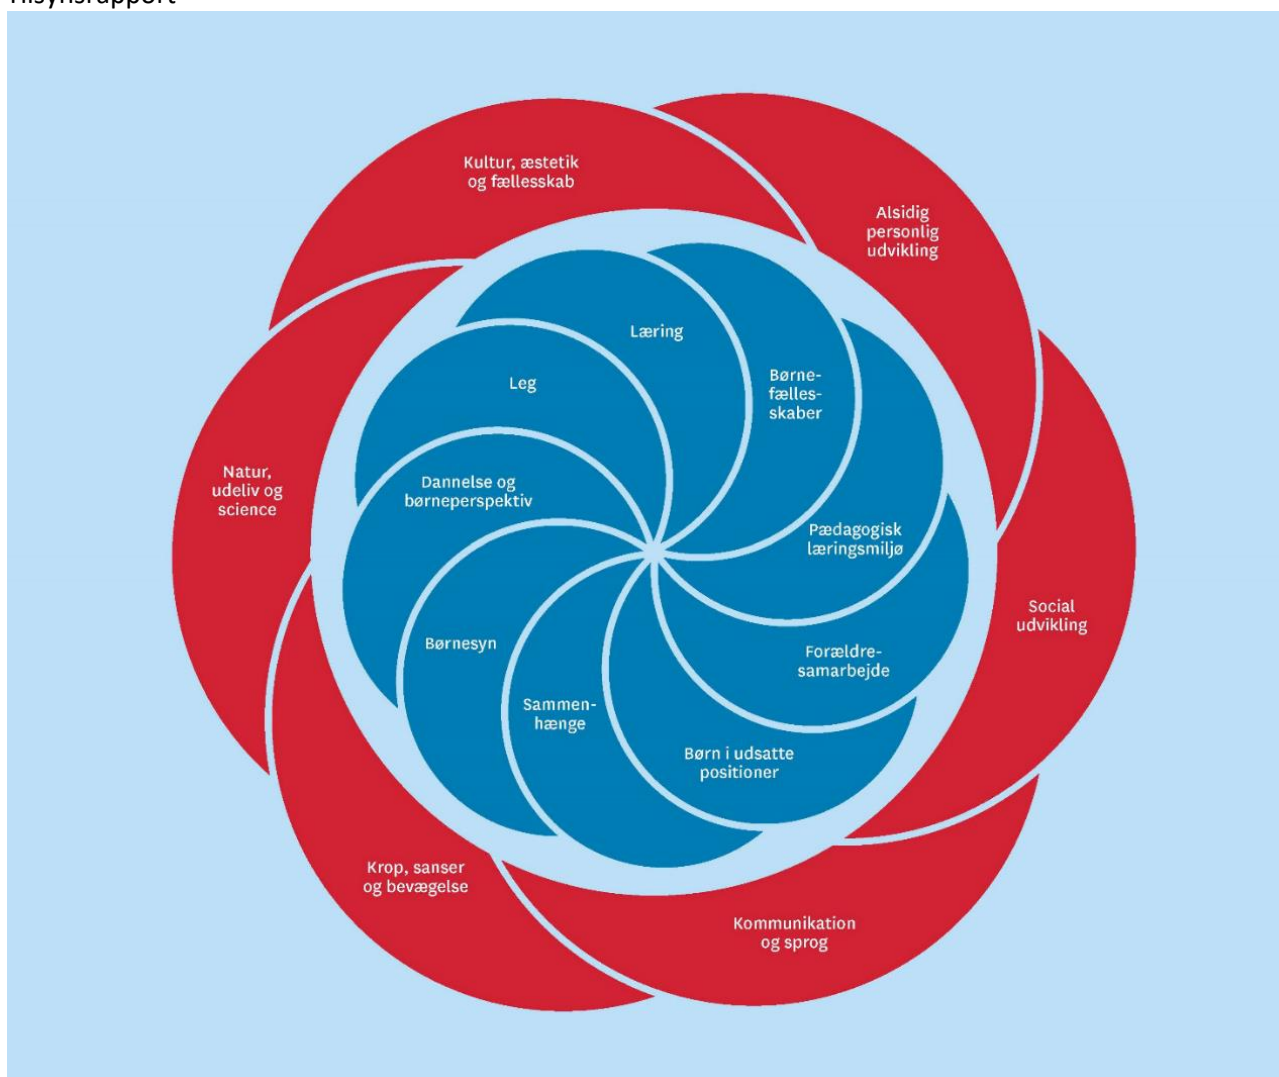 Tilsynsrapport
Kultur, æstetik
og fællesskab
Alsidig
personlig
udvikling
Læring
Børne-
fælles-
skaber
Leg
Natur,
udeliv og
science
Dannelse og
børneperspektiv
Pædagogisk
læringsmiljø
Social
udvikling
Børnesyn
Forældre-
samarbejde
Sammen-
hænge
Børn i udsatte
positioner
Krop, sanser
og bevægelse
Kommunikation
og sprog